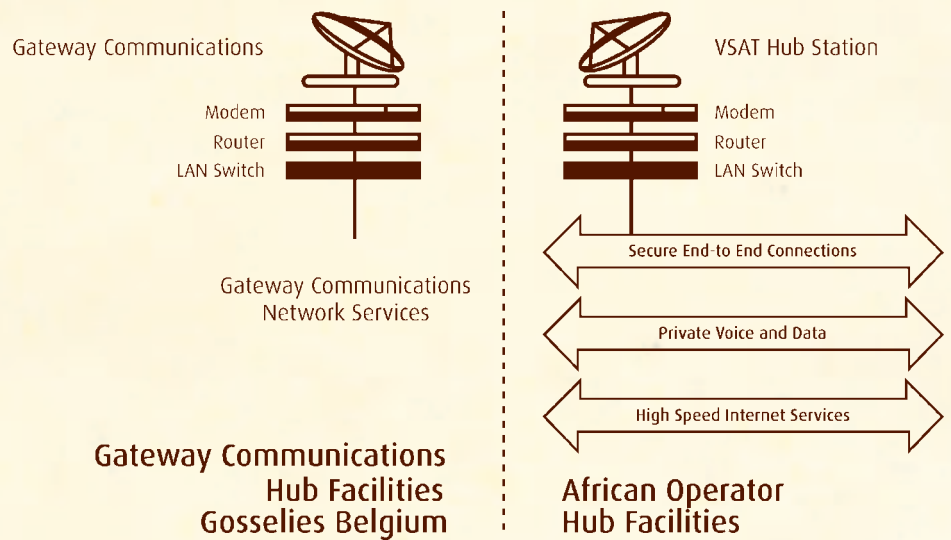 Gateway Communications
Modem
Router
LAN Switch
Gateway Communications
Network Services
Gateway Communications
Hub Facilities
Gosselies Belgium
VSAT Hub Station
Modem
Router
LAN Switch
Secure End-to End Connections
Private Voice and Data
High Speed Internet Services
African Operator
Hub Facilities